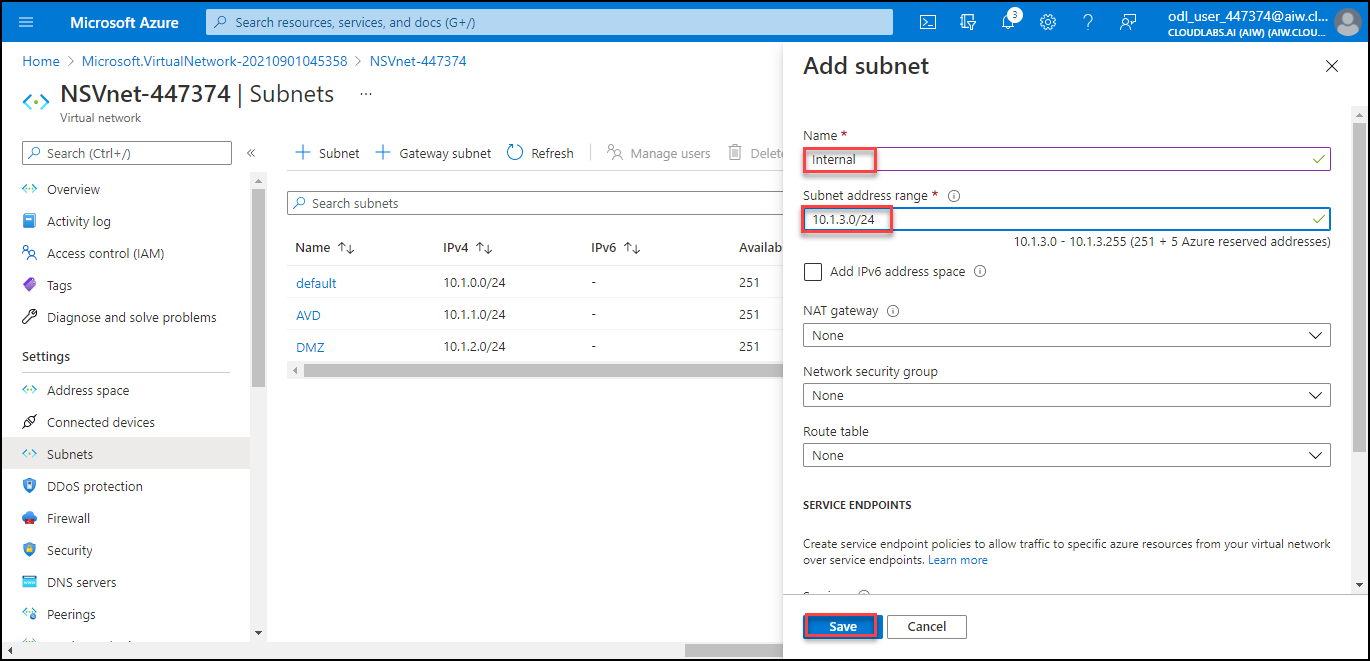 Microsoft Azure
Search resources, services, and docs (G+/)
3
odl_user_447374@aiw.cl...
CLOUDLABS.AI (AIW) (AIW.CLOU...
Home > Microsoft.VirtualNetwork-20210901045358 > NSVnet-447374
NSVnet-447374 | Subnets ...
Virtual network
Search (Ctrl+/)
«
Overview
Activity log
Access control (IAM)
Tags
Diagnose and solve problems
Settings
Address space
Connected devices
Subnets
DDoS protection
Firewall
Security
DNS servers
Peerings
+ Subnet + Gateway subnet Refresh Manage users Delete
Search subnets
Name ↑↓ IPv4 ↑↓ IPv6 ↑↓ Availab
default 10.1.0.0/24 - 251
AVD 10.1.1.0/24 - 251
DMZ 10.1.2.0/24 - 251
Add subnet
Name *
Internal
Subnet address range *
10.1.3.0/24
10.1.3.0 - 10.1.3.255 (251 + 5 Azure reserved addresses)
Add IPv6 address space
NAT gateway
None
Network security group
None
Route table
None
SERVICE ENDPOINTS
Create service endpoint policies to allow traffic to specific azure resources from your virtual network
over service endpoints. Learn more
Save Cancel